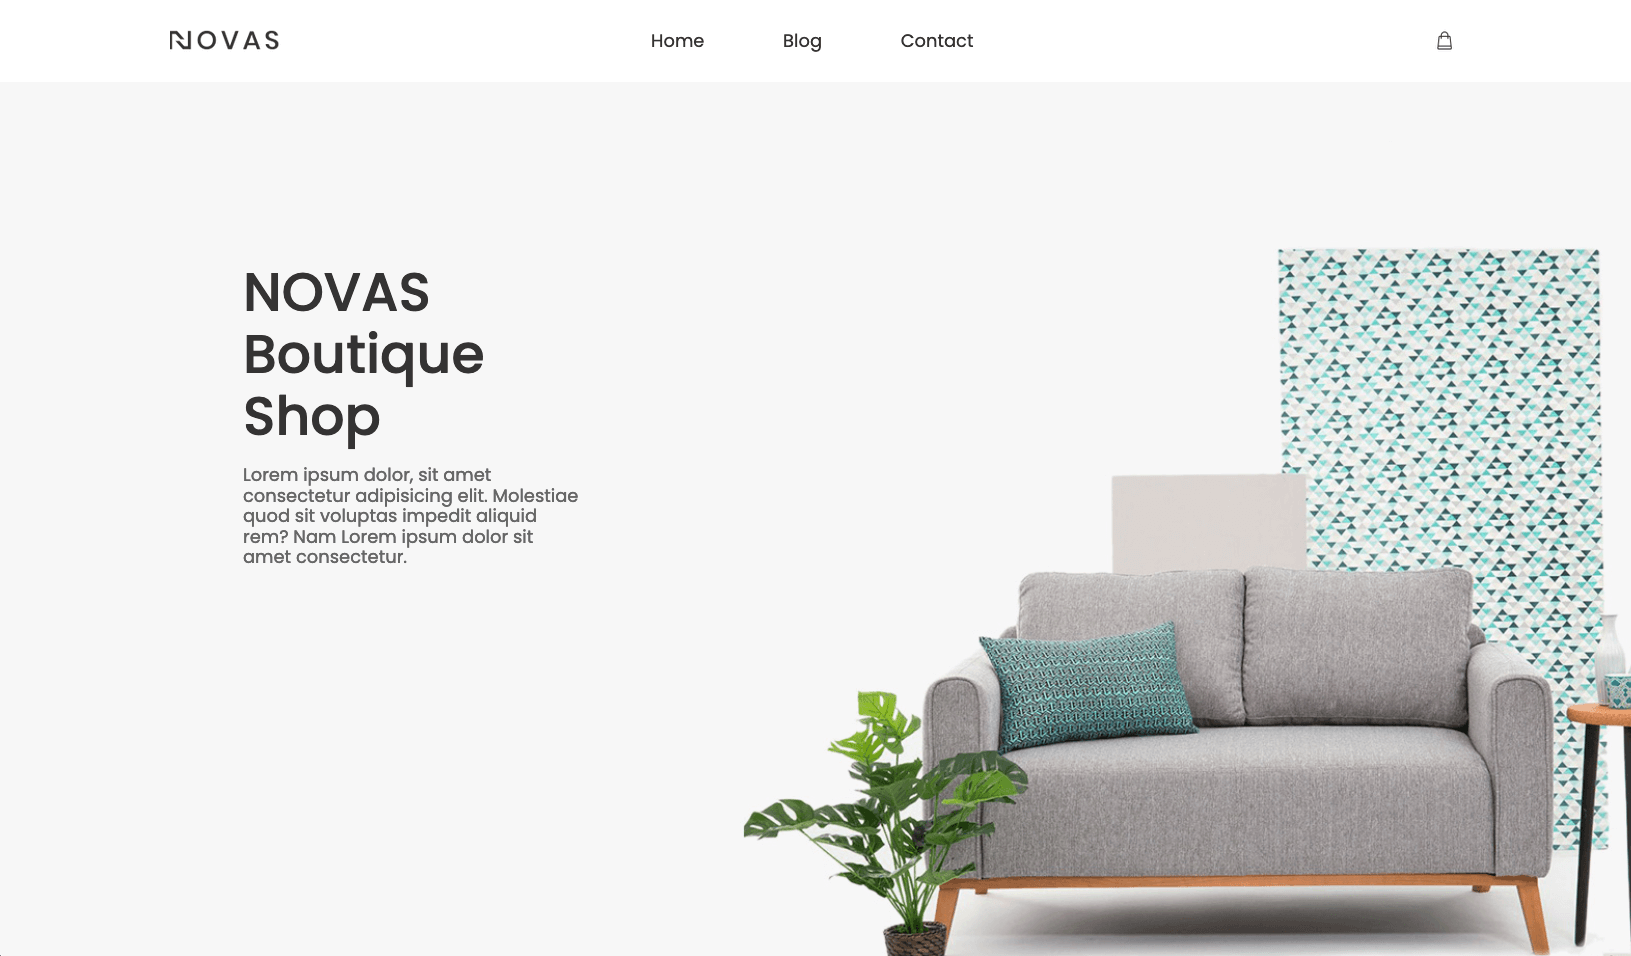 NOVAS
Home
Blog
Contact
NOVAS
Boutique
Shop
Lorem ipsum dolor, sit amet
consectetur adipisicing elit. Molestiae
quod sit voluptas impedit aliquid
rem? Nam Lorem ipsum dolor sit
amet consectetur.